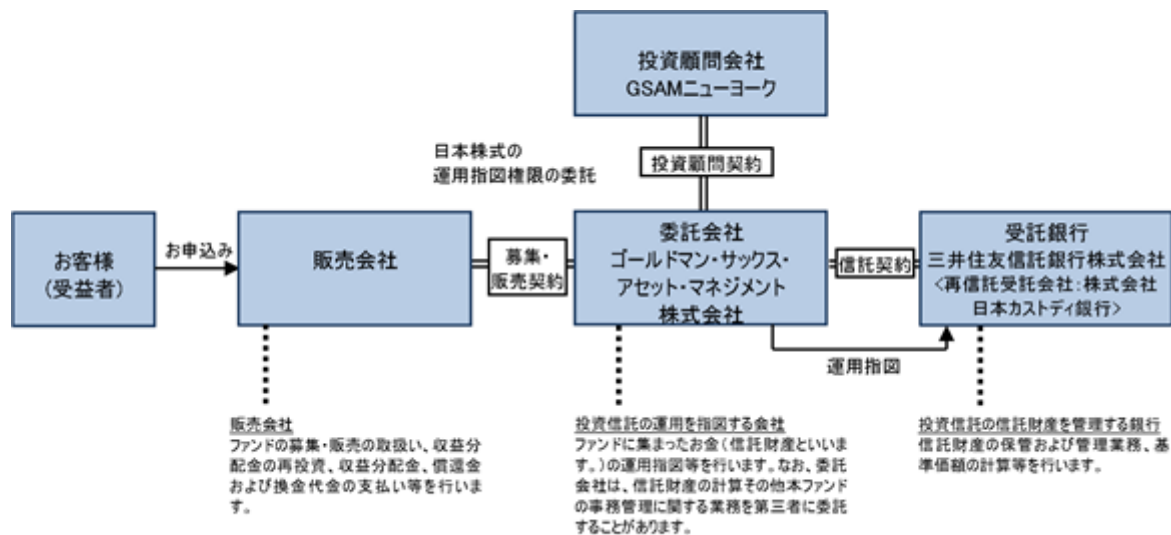 投資顧問会社
GSAMニューヨーク
日本株式の
運用指図権限の委託
投資顧問契約
お客様
(受益者)
お申込み
販売会社
募集・
販売契約
委託会社
ゴールドマン・サックス・
アセット・マネジメント
株式会社
信託契約
受託銀行
三井住友信託銀行株式会社
<再信託受託会社:株式会社
日本カストディ銀行>
運用指図
販売会社
ファンドの募集・販売の取扱い、収益分
配金の再投資、収益分配金、償還金
および換金代金の支払い等を行いま
す。
投資信託の運用を指図する会社
ファンドに集まったお金(信託財産といいま
す。)の運用指図等を行います。なお、委託
会社は、信託財産の計算その他本ファンド
の事務管理に関する業務を第三者に委託
することがあります。
投資信託の信託財産を管理する銀行
信託財産の保管および管理業務、基
準価額の計算等を行います。